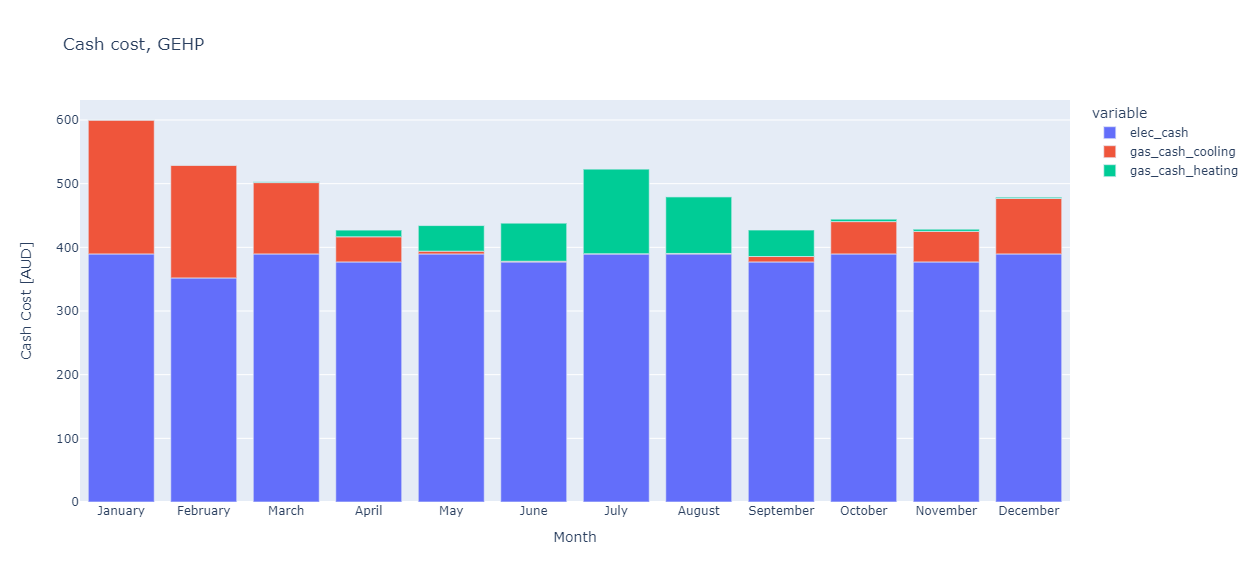 Cash cost, GEHP
variable
elec_cash
gas_cash_cooling
gas_cash_heating
Cash Cost [AUD]
600
500
400
300
200
100
0
January February March April May June July August September October November December
Month